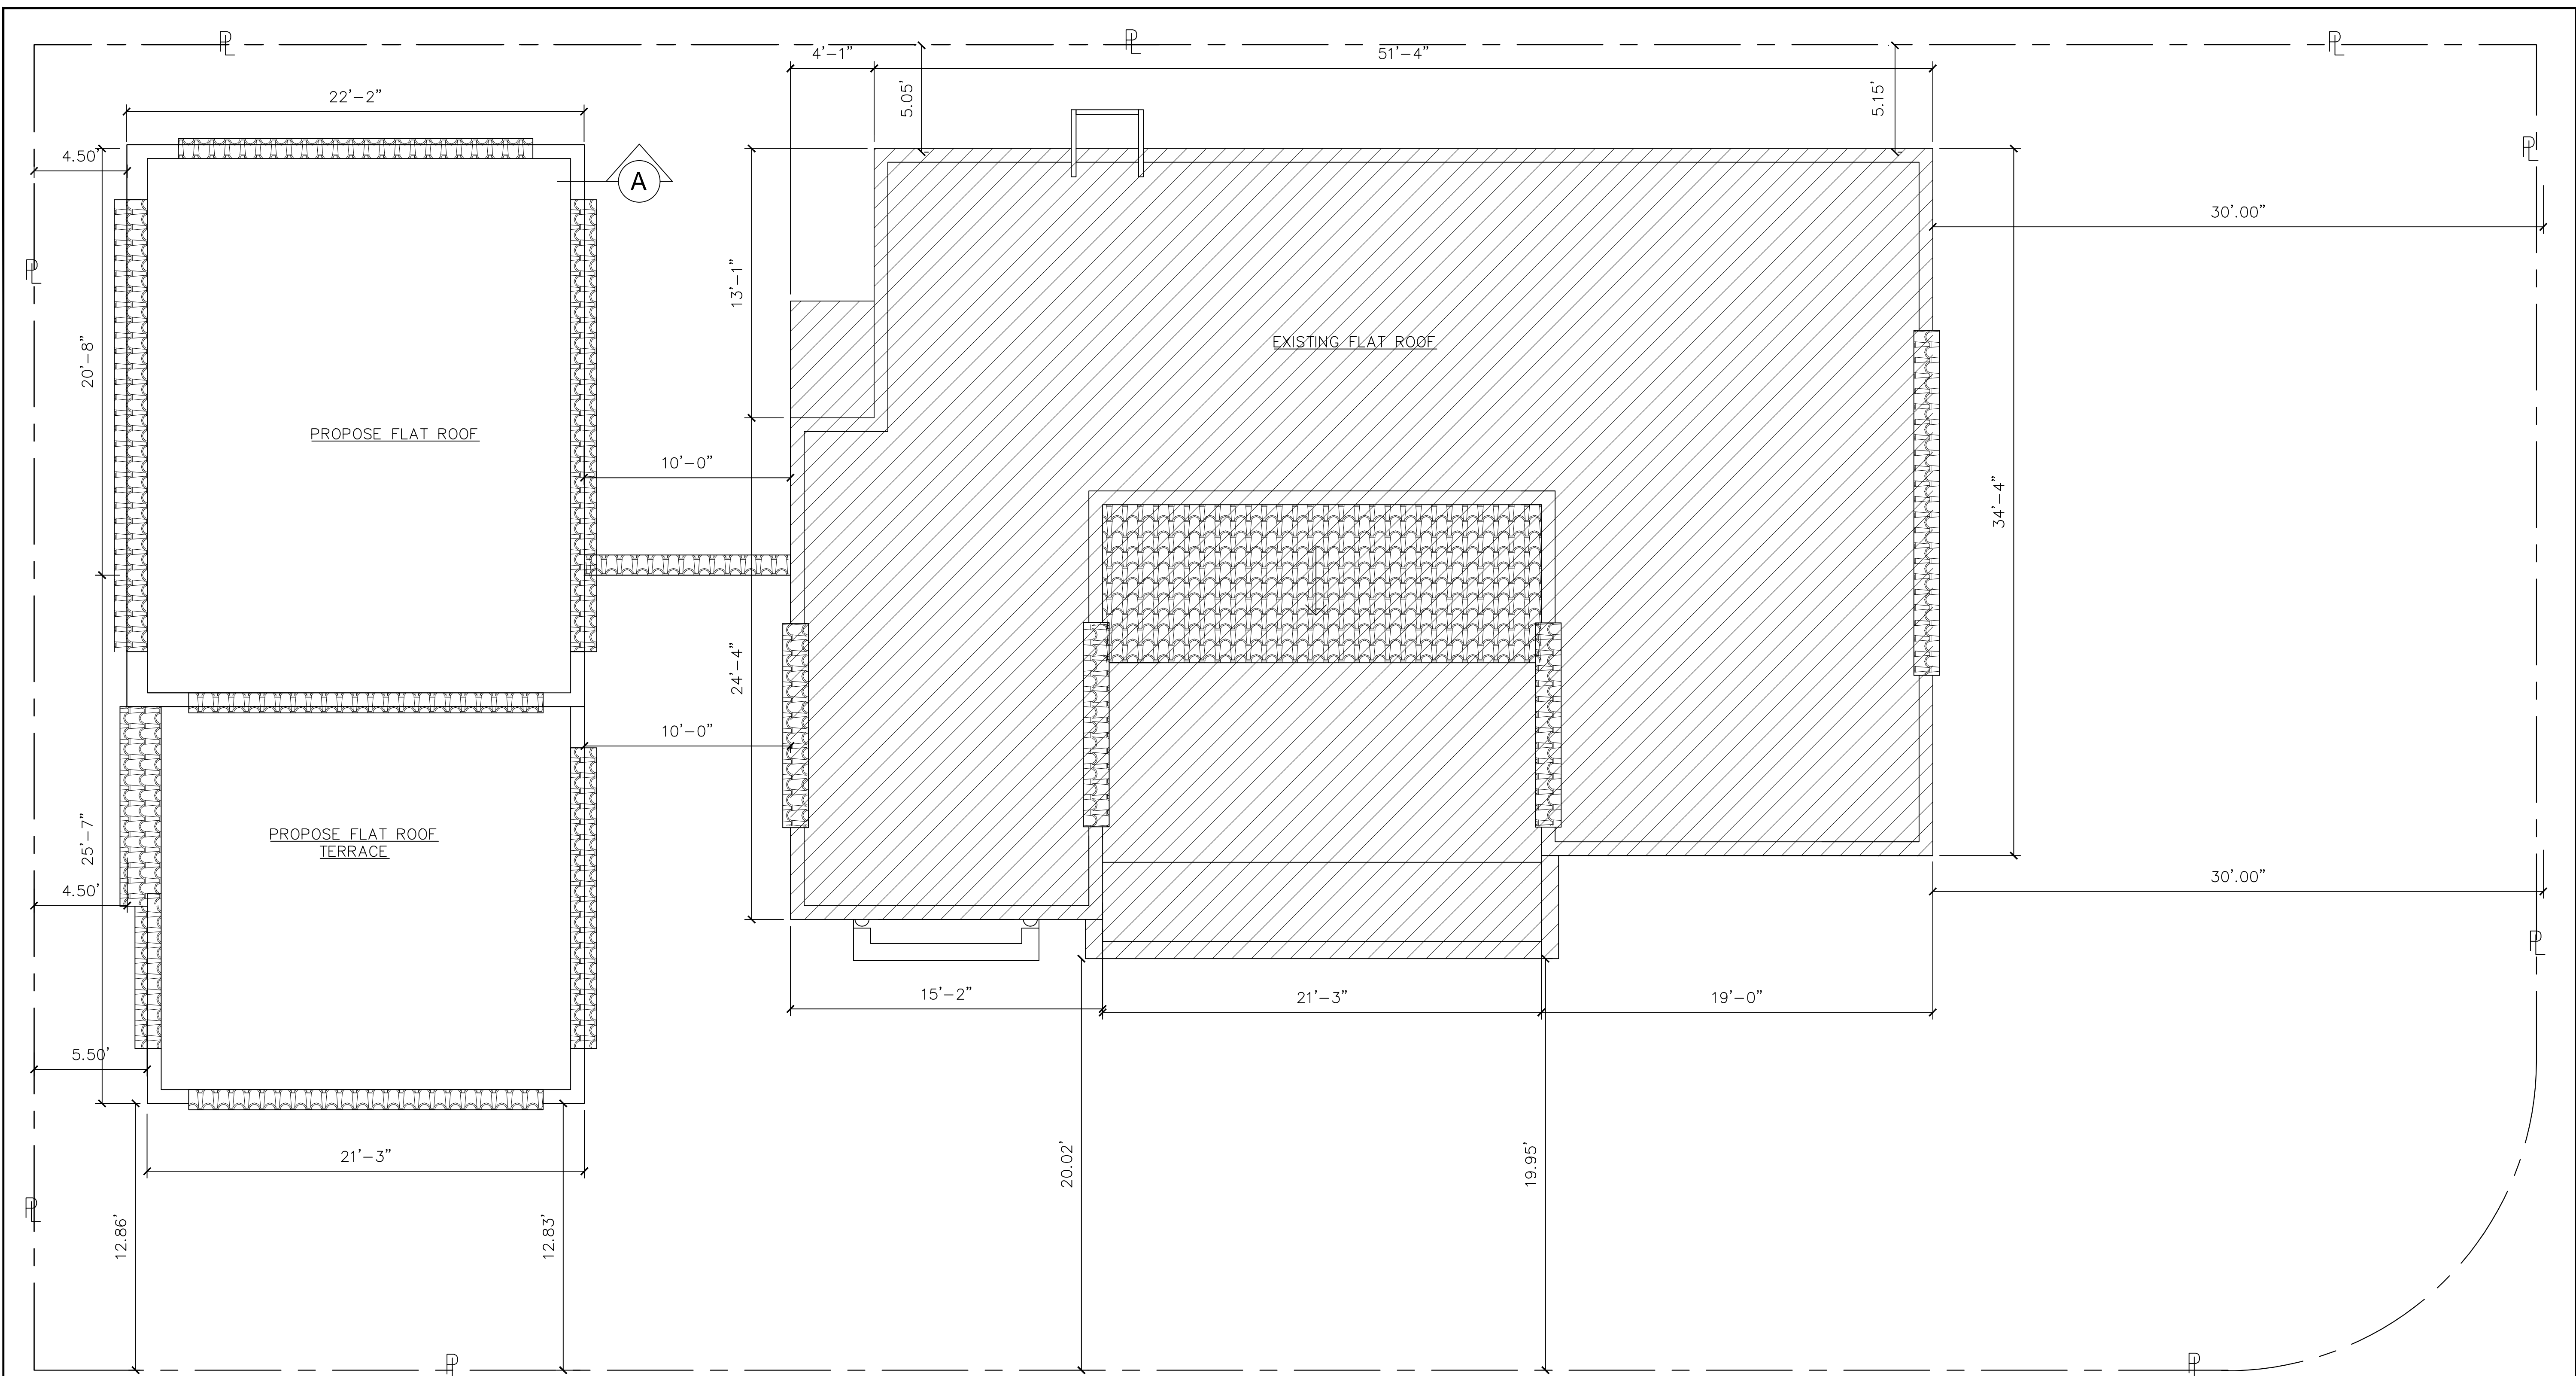 PL
PL
PL
4'-1"
51'-4"
5.05'
5.15'
22'-2"
4.50'
PL
A
30'.00"
PL
13'-1"
EXISTING FLAT ROOF
20'-8"
PROPOSE FLAT ROOF
10'-0"
34'-4"
24'-4"
10'-0"
PROPOSE FLAT ROOF
TERRACE
25'-7"
4.50'
30'.00"
PL
15'-2"
21'-3"
19'-0"
5.50'
21'-3"
20.02'
19.95'
PL
12.86'
12.83'
PL
PL